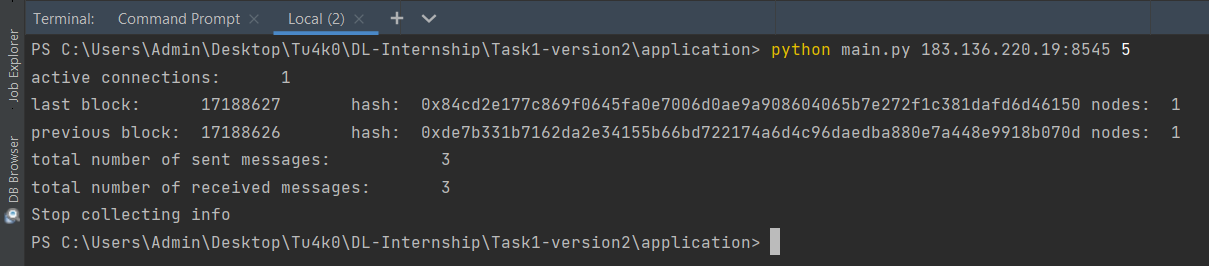 Terminal: Command Prompt × Local (2) × +
Job Explorer
DB Browser
PS C:\Users\Admin\Desktop\Tu4k0\DL-Internship\Task1-version2\application> python main.py 183.136.220.19:8545 5
active connections: 1
last block: 17188627 hash: 0x84cd2e177c869f0645fa0e7006d0ae9a908604065b7e272f1c381dafd6d46150 nodes: 1
previous block: 17188626 hash: 0xde7b331b7162da2e34155b66bd722174a6d4c96daedba880e7a448e9918b070d nodes: 1
total number of sent messages: 3
total number of received messages: 3
Stop collecting info
PS C:\Users\Admin\Desktop\Tu4k0\DL-Internship\Task1-version2\application>